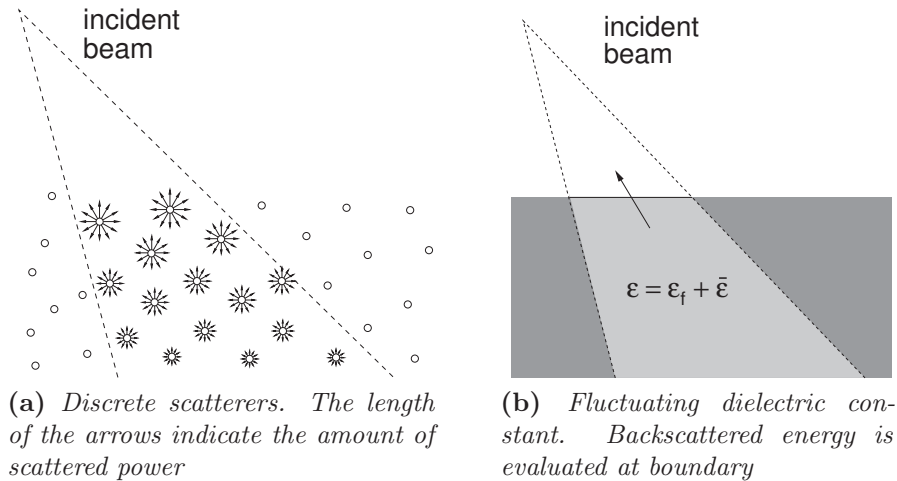 incident
beam
(a) Discrete scatterers. The length
of the arrows indicate the amount of
scattered power
incident
beam
ε = ε_f + ε̄
(b) Fluctuating dielectric con-
stant. Backscattered energy is
evaluated at boundary